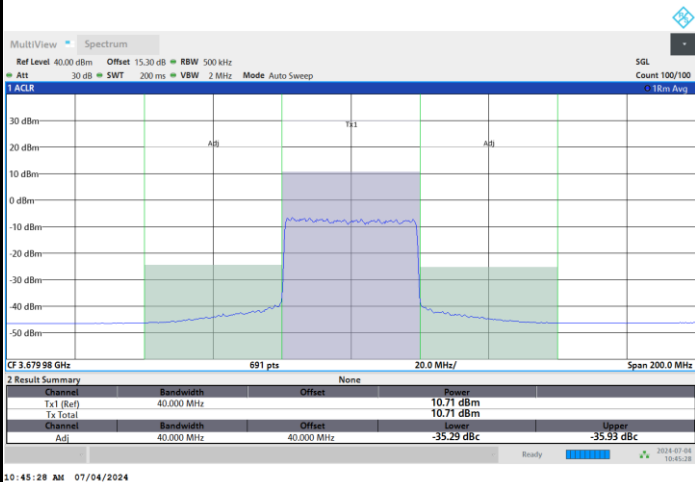 MultiView Spectrum
Ref Level 40.00 dBm Offset 15.30 dB RBW 500 kHz SGL
Att 30 dB SWT 200 ms VBW 2 MHz Mode Auto Sweep Count 100/100
1 ACLR 1Rm Avg
30 dBm
Tx1
20 dBm Adj Adj
10 dBm
0 dBm
-10 dBm
-20 dBm
-30 dBm
-40 dBm
-50 dBm
CF 3.679 98 GHz 691 pts 20.0 MHz/ Span 200.0 MHz
2 Result Summary None
Channel Bandwidth Offset Power
Tx1 (Ref) 40.000 MHz 10.71 dBm
Tx Total 10.71 dBm
Channel Bandwidth Offset Lower Upper
Adj 40.000 MHz 40.000 MHz -35.29 dBc -35.93 dBc
Ready 2024-07-04
10:45:28
10:45:28 AM 07/04/2024